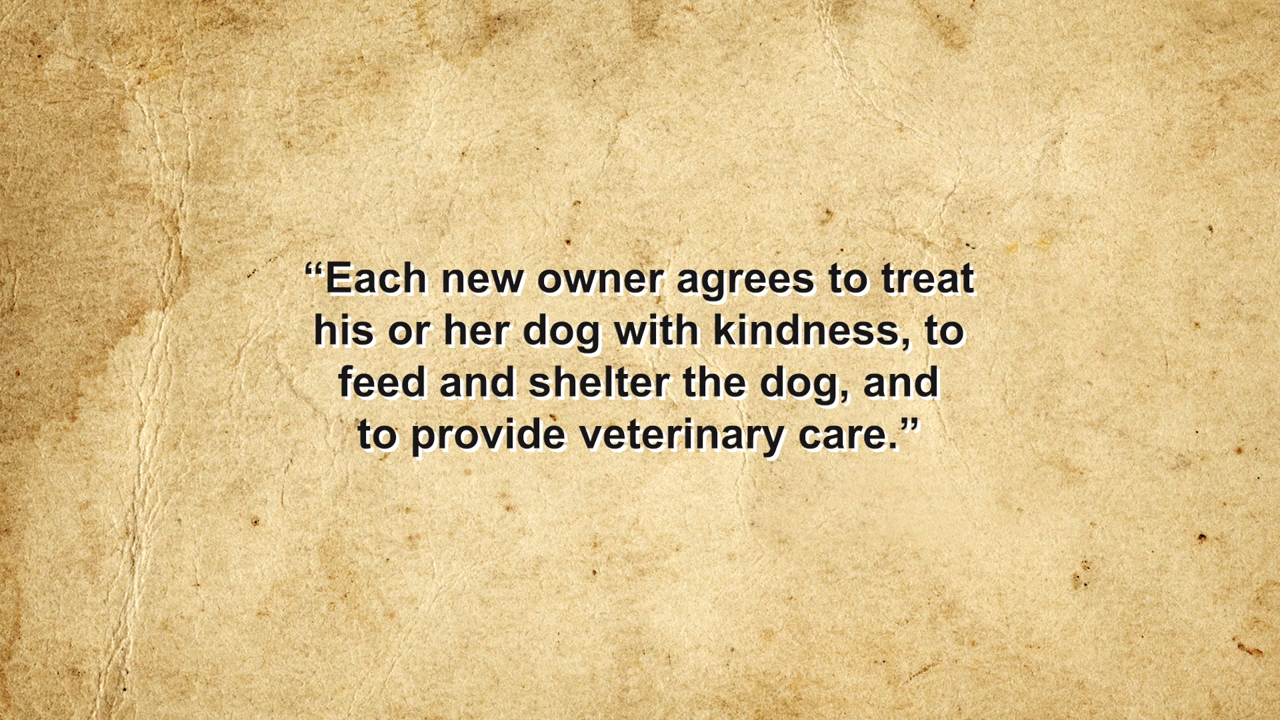 “Each new owner agrees to treat
his or her dog with kindness, to
feed and shelter the dog, and
to provide veterinary care.”